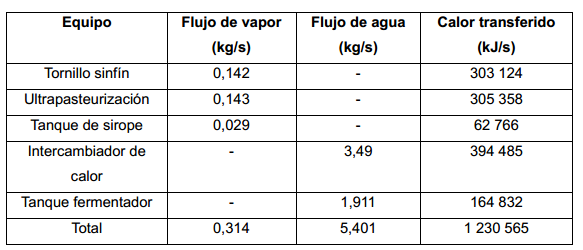 Equipo Flujo de vapor (kg/s) Flujo de agua (kg/s) Calor transferido (kJ/s)
Tornillo sinfín 0,142 - 303 124
Ultrapasteurización 0,143 - 305 358
Tanque de sirope 0,029 - 62 766
Intercambiador de calor - 3,49 394 485
Tanque fermentador - 1,911 164 832
Total 0,314 5,401 1 230 565